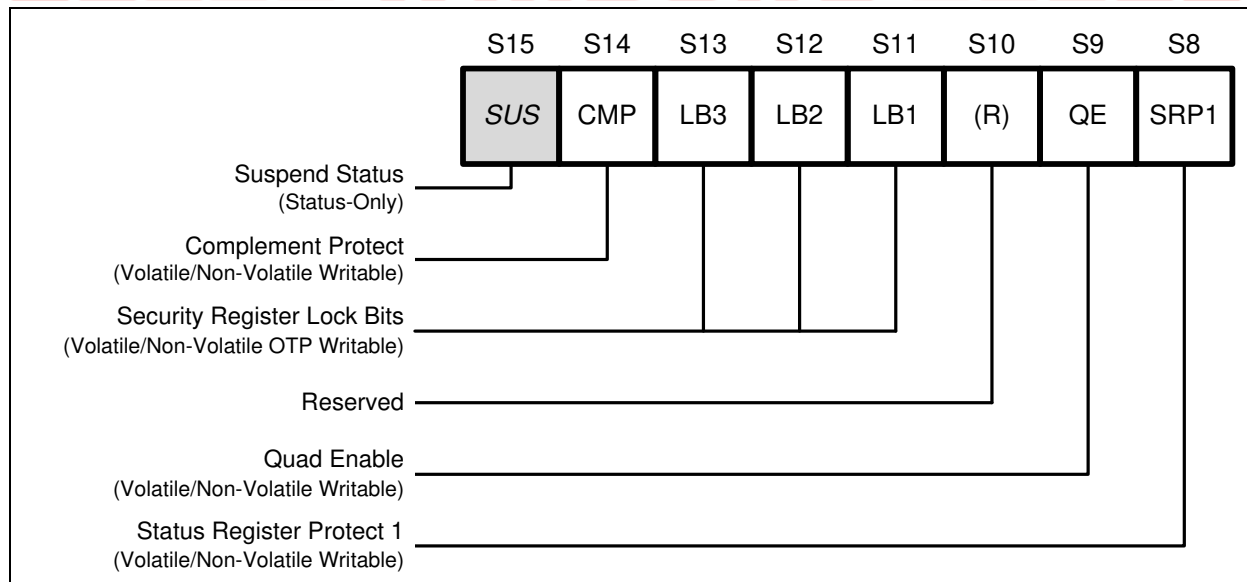 S15 S14 S13 S12 S11 S10 S9 S8
SUS CMP LB3 LB2 LB1 (R) QE SRP1
Suspend Status
(Status-Only)
Complement Protect
(Volatile/Non-Volatile Writable)
Security Register Lock Bits
(Volatile/Non-Volatile OTP Writable)
Reserved
Quad Enable
(Volatile/Non-Volatile Writable)
Status Register Protect 1
(Volatile/Non-Volatile Writable)